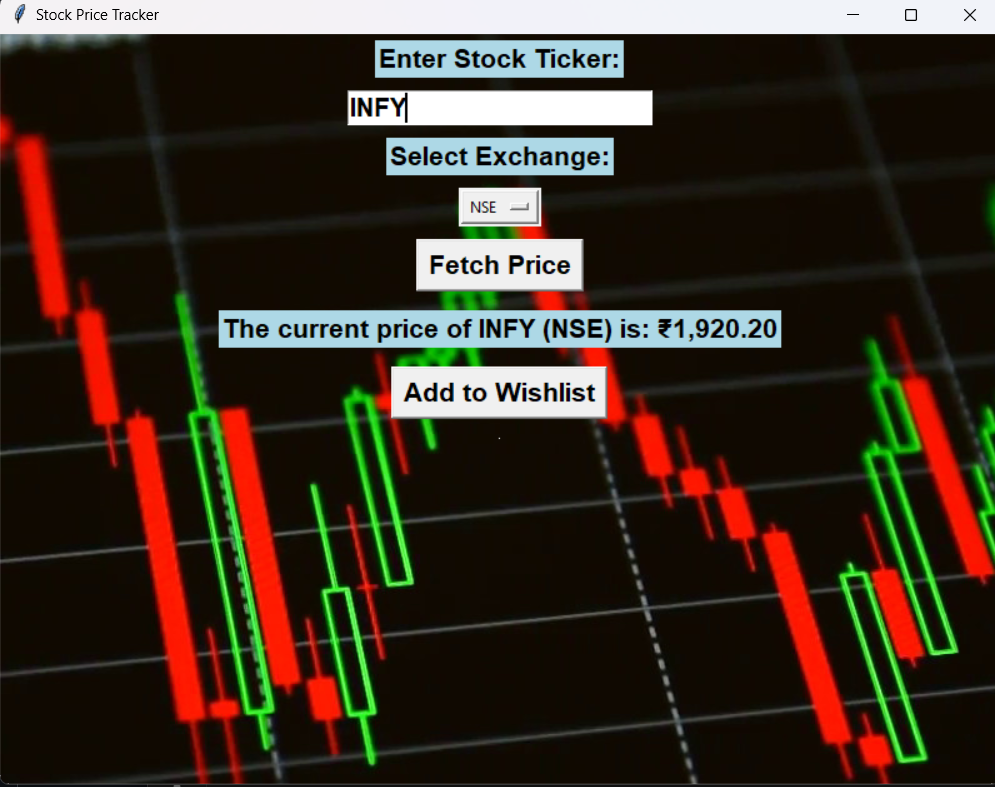 Stock Price Tracker
Enter Stock Ticker:
INFY
Select Exchange:
NSE
Fetch Price
The current price of INFY (NSE) is: ₹1,920.20
Add to Wishlist